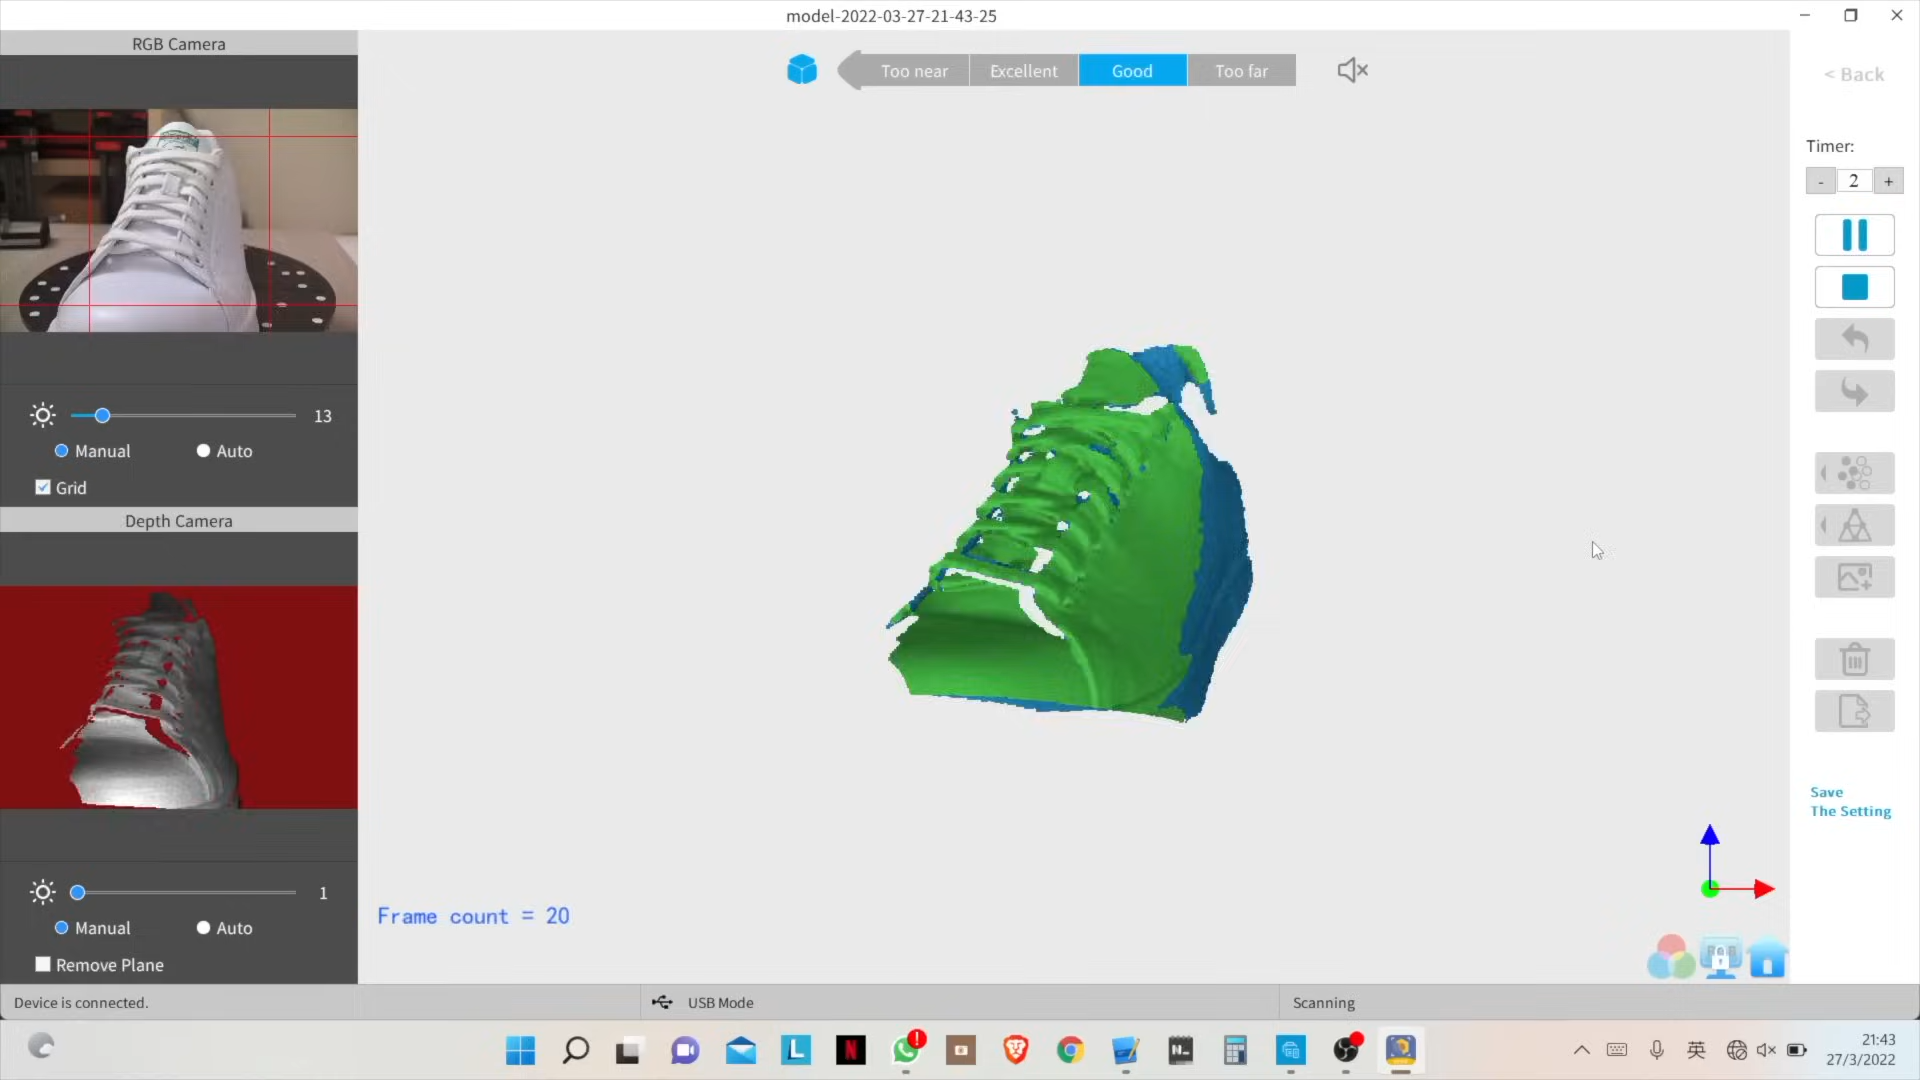 model-2022-03-27-21-43-25
RGB Camera
Too near
Excellent
Good
Too far
< Back
Timer:
- 2 +
13
Manual
Auto
Grid
Depth Camera
Save
The Setting
1
Manual
Auto
Remove Plane
Frame count = 20
Device is connected.
USB Mode
Scanning
L
N
英
21:43
27/3/2022